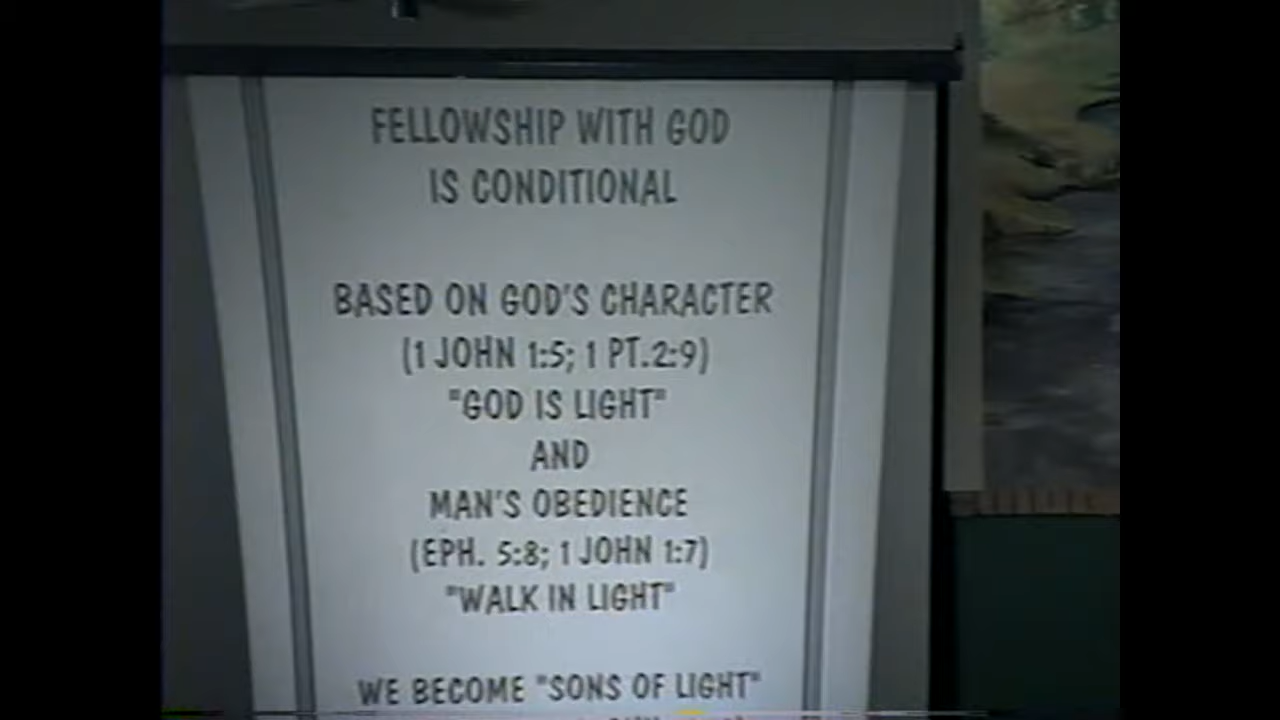 FELLOWSHIP WITH GOD
IS CONDITIONAL
BASED ON GOD'S CHARACTER
(1 JOHN 1:5; 1 PT.2:9)
"GOD IS LIGHT"
AND
MAN'S OBEDIENCE
(EPH. 5:8; 1 JOHN 1:7)
"WALK IN LIGHT"
WE BECOME "SONS OF LIGHT"